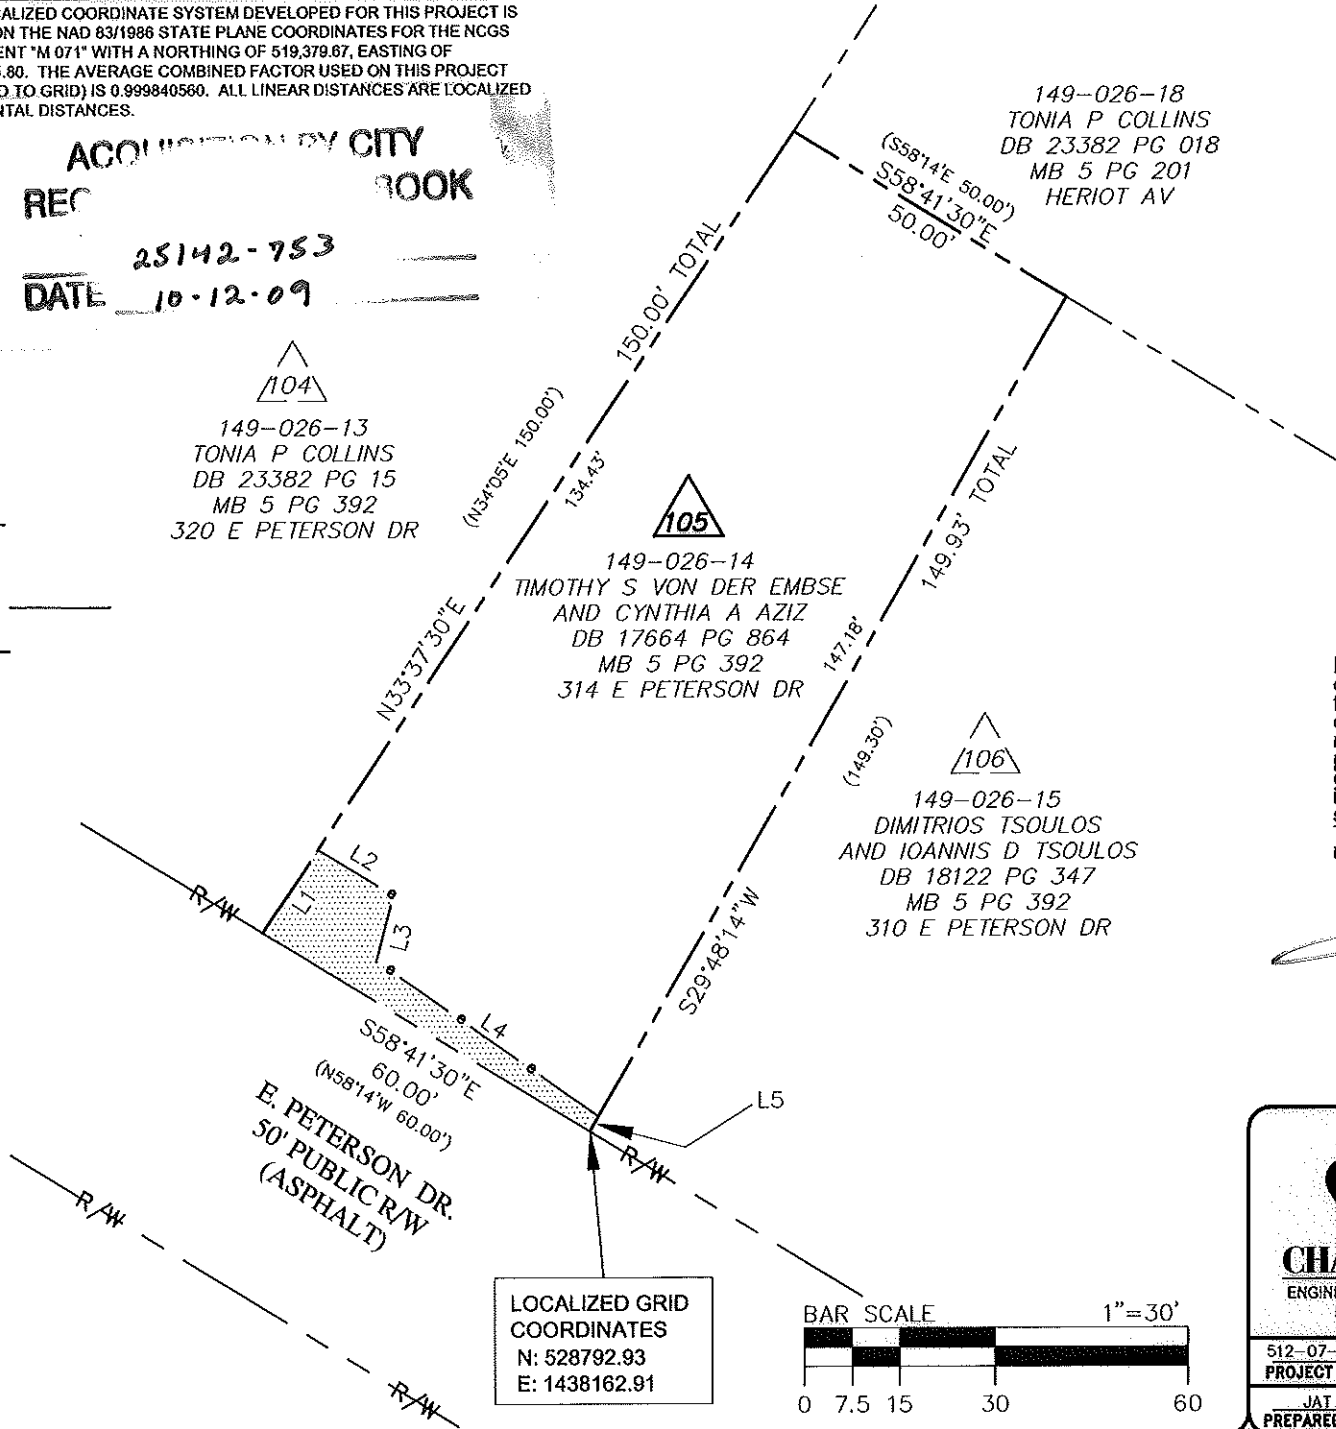 ALIZED COORDINATE SYSTEM DEVELOPED FOR THIS PROJECT IS
ON THE NAD 83/1986 STATE PLANE COORDINATES FOR THE NCGS
ENT "M 071" WITH A NORTHING OF 519,379.67, EASTING OF
.80. THE AVERAGE COMBINED FACTOR USED ON THIS PROJECT
TO GRID) IS 0.999840560. ALL LINEAR DISTANCES ARE LOCALIZED
NTAL DISTANCES.
BY CITY
25142-753
DATE 10-12-09
149-026-18
TONIA P COLLINS
DB 23382 PG 018
MB 5 PG 201
HERIOT AV
(S58°14'E 50.00')
S58°41'30"E
50.00'
150.00' TOTAL
(N34°05'E 150.00')
134.43'
N33°37'30"E
104
149-026-13
TONIA P COLLINS
DB 23382 PG 15
MB 5 PG 392
320 E PETERSON DR
105
149-026-14
TIMOTHY S VON DER EMBSE
AND CYNTHIA A AZIZ
DB 17664 PG 864
MB 5 PG 392
314 E PETERSON DR
149.93' TOTAL
147.18'
(149.30')
S29°48'14"W
106
149-026-15
DIMITRIOS TSOULOS
AND IOANNIS D TSOULOS
DB 18122 PG 347
MB 5 PG 392
310 E PETERSON DR
R/W
L1
L2
L3
L4
L5
S58°41'30"E
60.00'
(N58°14'W 60.00')
E. PETERSON DR.
50' PUBLIC R/W
(ASPHALT)
R/W
R/W
R/W
LOCALIZED GRID
COORDINATES
N: 528792.93
E: 1438162.91
BAR SCALE 1"=30'
0 7.5 15 30 60
CHA
ENGIN
512-07-
PROJECT
JAT
PREPARE